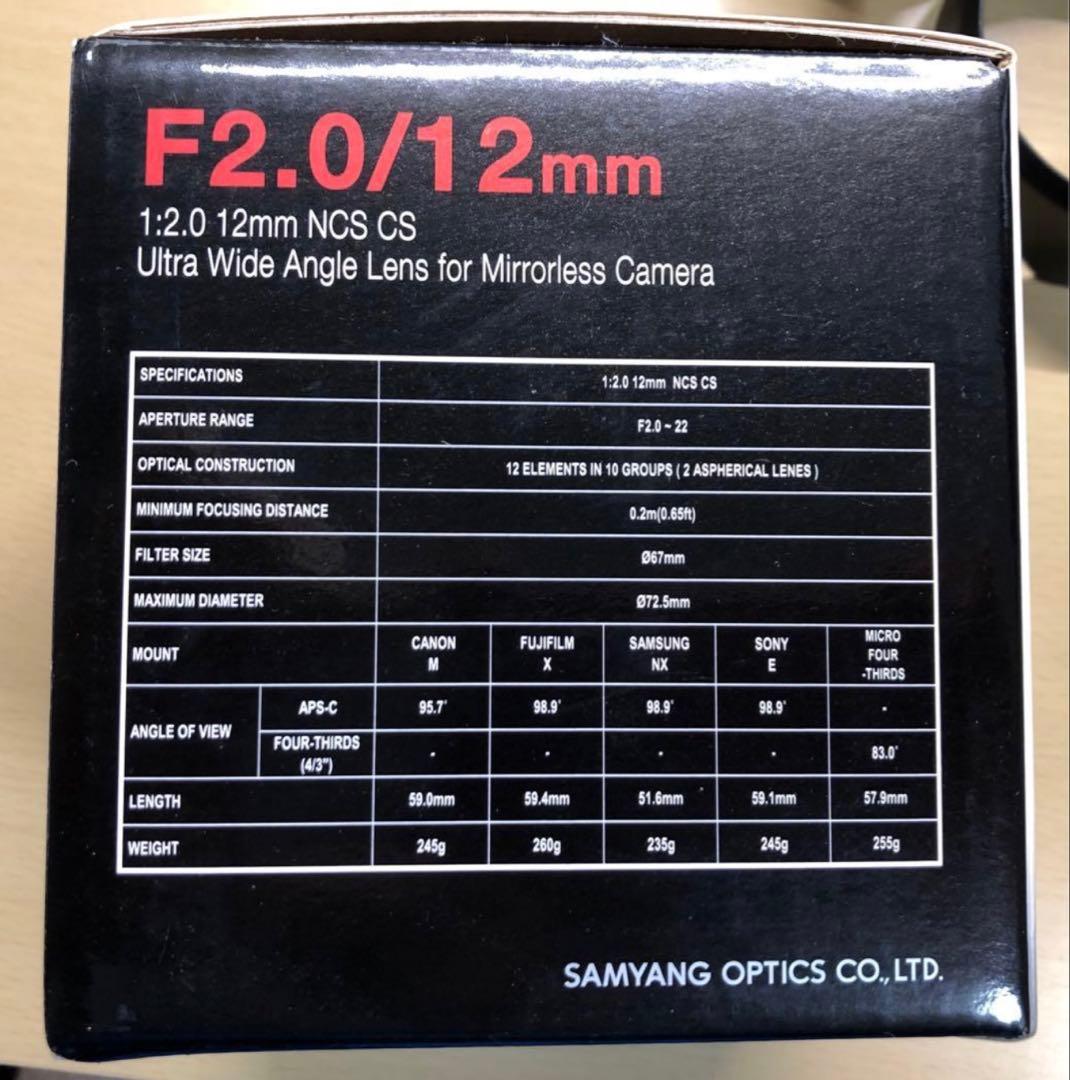 F2.0/12mm
1:2.0 12mm NCS CS
Ultra Wide Angle Lens for Mirrorless Camera
SPECIFICATIONS 1:2.0 12mm NCS CS
APERTURE RANGE F2.0 ~ 22
OPTICAL CONSTRUCTION 12 ELEMENTS IN 10 GROUPS ( 2 ASPHERICAL LENES )
MINIMUM FOCUSING DISTANCE 0.2m(0.65ft)
FILTER SIZE Ø67mm
MAXIMUM DIAMETER Ø72.5mm
MOUNT CANON M FUJIFILM X SAMSUNG NX SONY E MICRO FOUR -THIRDS
ANGLE OF VIEW APS-C 95.7˚ 98.9˚ 98.9˚ 98.9˚ -
FOUR-THIRDS (4/3") - - - - 83.0˚
LENGTH 59.0mm 59.4mm 51.6mm 59.1mm 57.9mm
WEIGHT 245g 260g 235g 245g 255g
SAMYANG OPTICS CO., LTD.